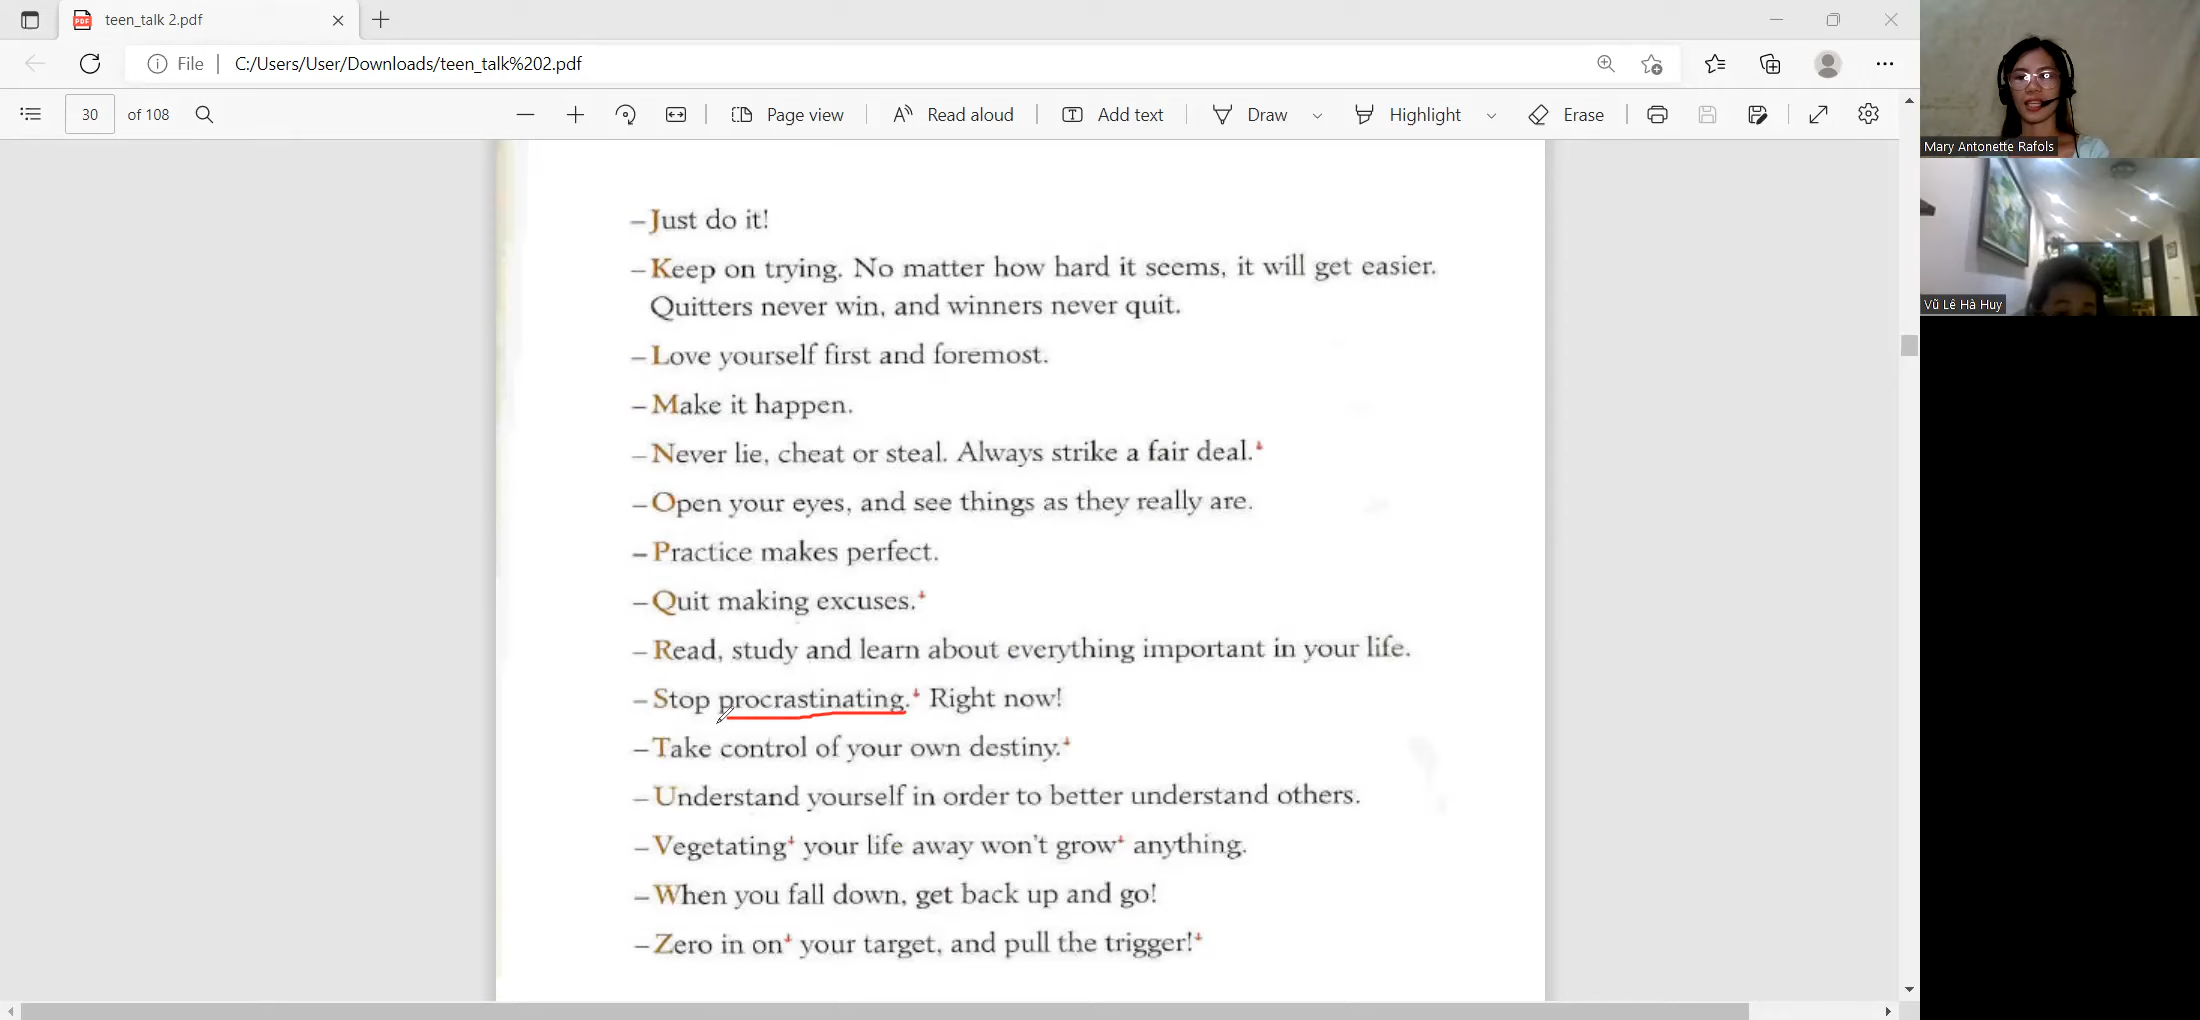 teen_talk 2.pdf
File
C:/Users/User/Downloads/teen_talk%202.pdf
30 of 108
Page view
Read aloud
Add text
Draw
Highlight
Erase
– Just do it!
– Keep on trying. No matter how hard it seems, it will get easier.
Quitters never win, and winners never quit.
– Love yourself first and foremost.
– Make it happen.
– Never lie, cheat or steal. Always strike a fair deal.
– Open your eyes, and see things as they really are.
– Practice makes perfect.
– Quit making excuses.
– Read, study and learn about everything important in your life.
– Stop procrastinating. Right now!
– Take control of your own destiny.
– Understand yourself in order to better understand others.
– Vegetating your life away won't grow anything.
– When you fall down, get back up and go!
– Zero in on your target, and pull the trigger!
Mary Antonette Rafols
Vũ Lê Hà Huy